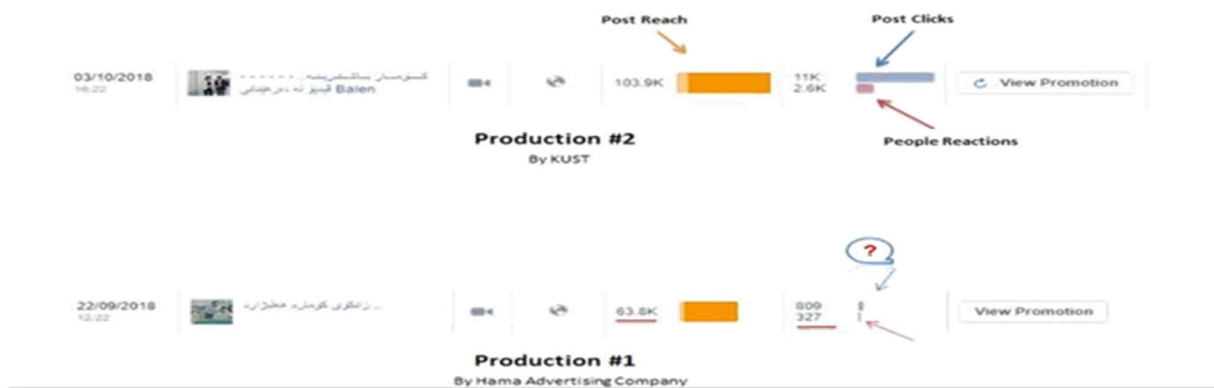 Post Reach
Post Clicks
03/10/2018
16:22
Balen
103.9K
11K
2.6K
View Promotion
People Reactions
Production #2
By KUST
?
22/09/2018
12:22
63.8K
809
327
View Promotion
Production #1
By Hama Advertising Company